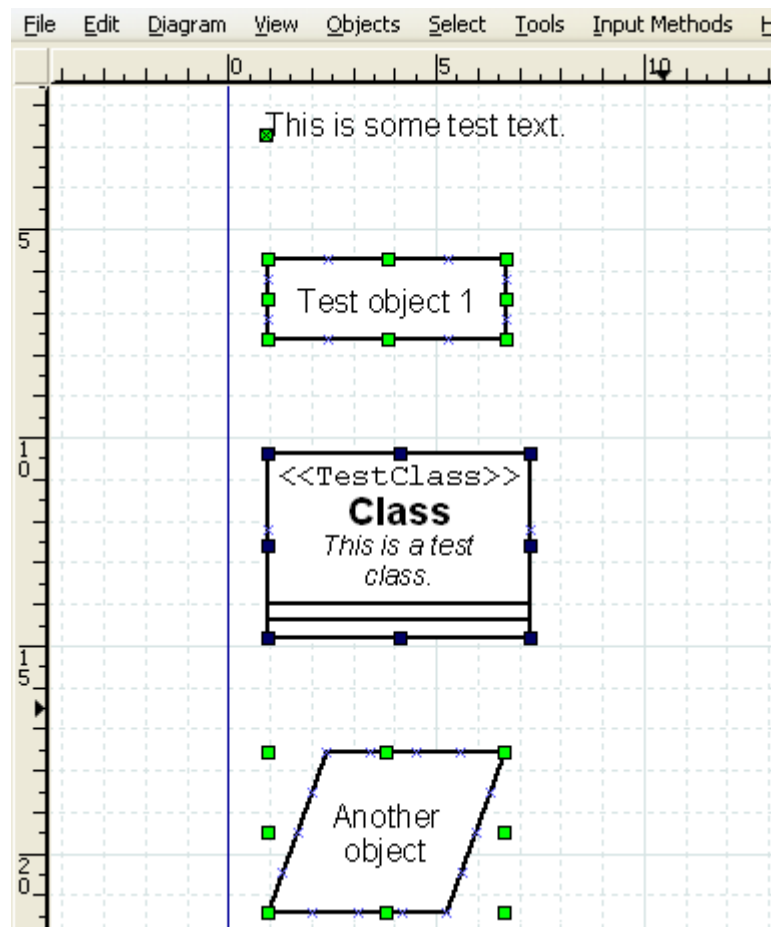 File Edit Diagram View Objects Select Tools Input Methods H
0 5 10
This is some test text.
5
Test object 1
10
<<TestClass>>
Class
This is a test
class.
15
Another
object
20